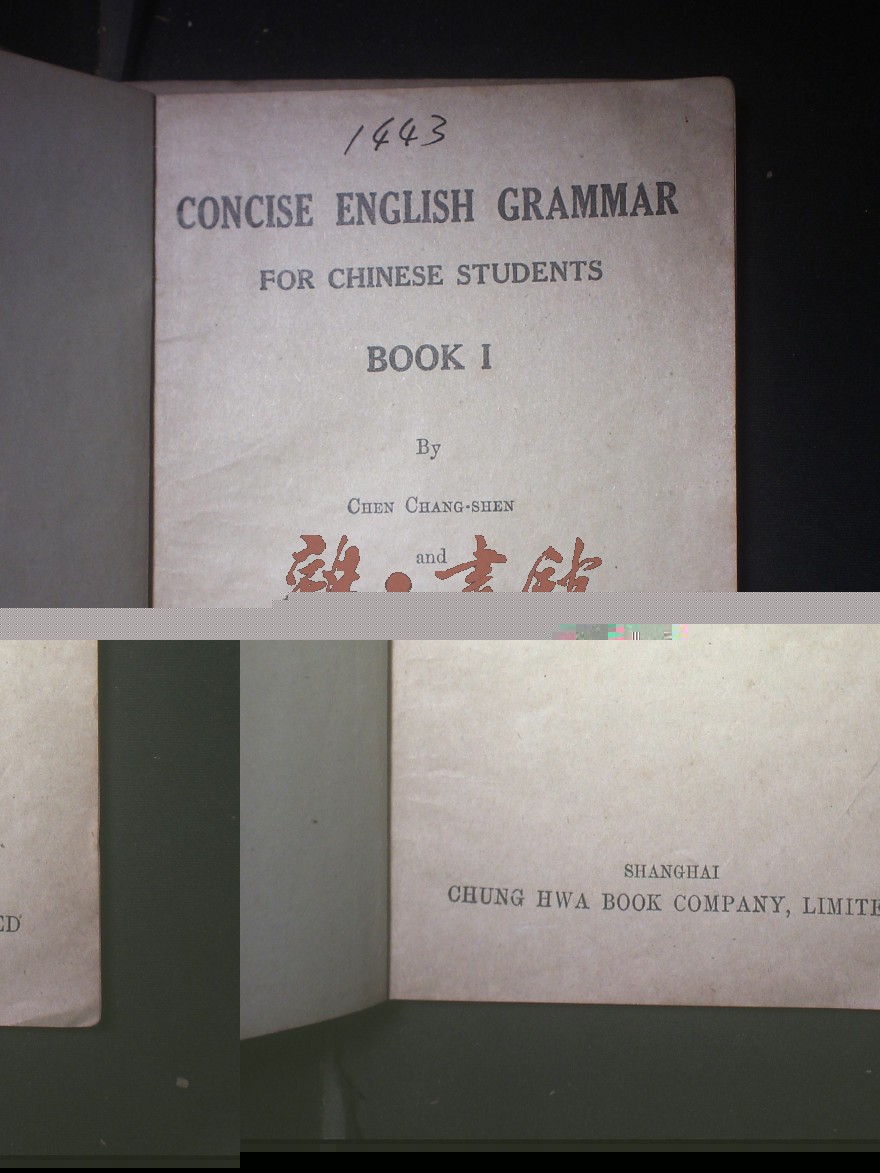 1443
CONCISE ENGLISH GRAMMAR
FOR CHINESE STUDENTS
BOOK I
By
CHEN CHANG-SHEN
and
SHANGHAI
CHUNG HWA BOOK COMPANY, LIMITE
ED